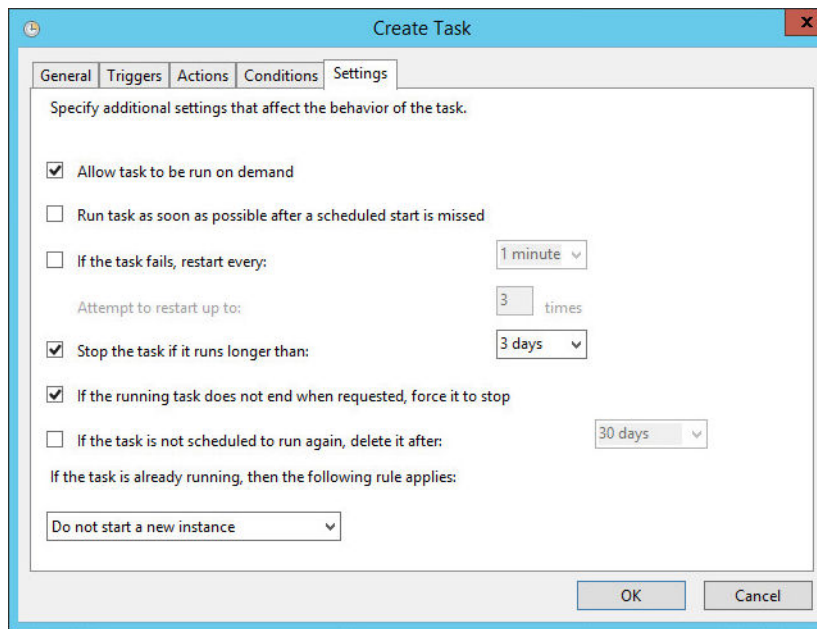 Create Task
x
General Triggers Actions Conditions Settings
Specify additional settings that affect the behavior of the task.
Allow task to be run on demand
Run task as soon as possible after a scheduled start is missed
If the task fails, restart every: 1 minute
Attempt to restart up to: 3 times
Stop the task if it runs longer than: 3 days
If the running task does not end when requested, force it to stop
If the task is not scheduled to run again, delete it after: 30 days
If the task is already running, then the following rule applies:
Do not start a new instance
OK Cancel